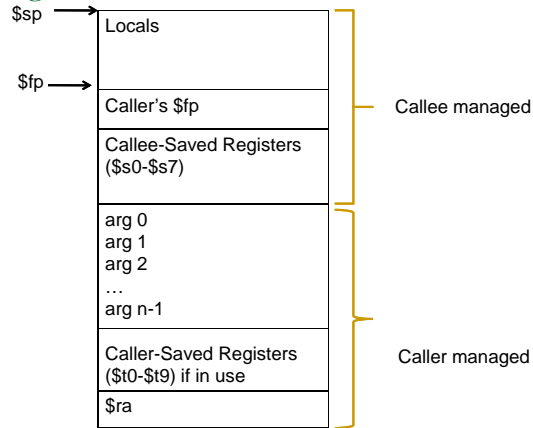 $sp
Locals
$fp
Caller's $fp
Callee managed
Callee-Saved Registers
($s0-$s7)
arg 0
arg 1
arg 2
…
arg n-1
Caller-Saved Registers
($t0-$t9) if in use
Caller managed
$ra